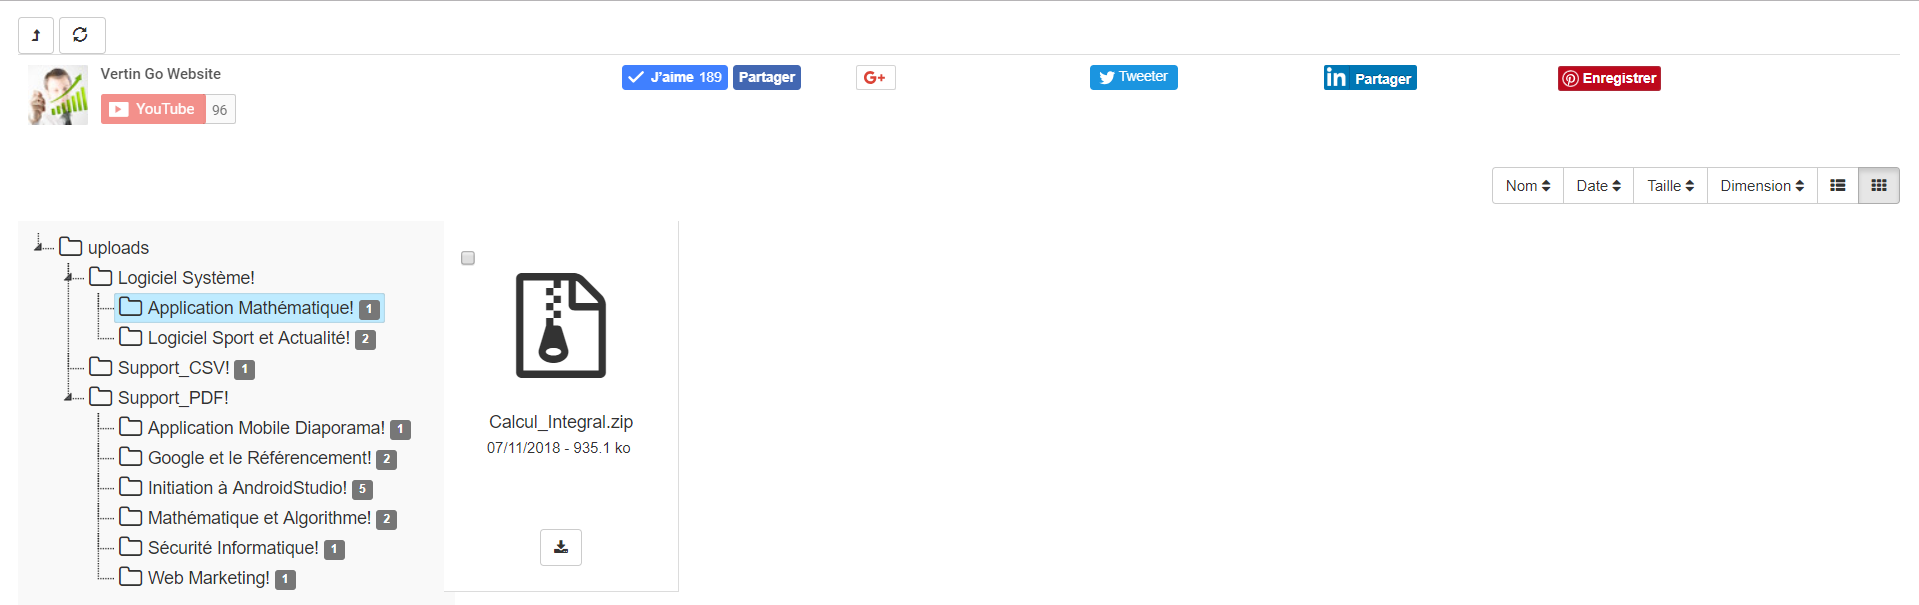 Vertin Go Website
YouTube 96
J'aime 189 Partager
G+
Tweeter
in Partager
Enregistrer
Nom Date Taille Dimension
uploads
Logiciel Système!
Application Mathématique! 1
Logiciel Sport et Actualité! 2
Support_CSV! 1
Support_PDF!
Application Mobile Diaporama! 1
Google et le Référencement! 2
Initiation à AndroidStudio! 5
Mathématique et Algorithme! 2
Sécurité Informatique! 1
Web Marketing! 1
Calcul_Integral.zip
07/11/2018 - 935.1 ko